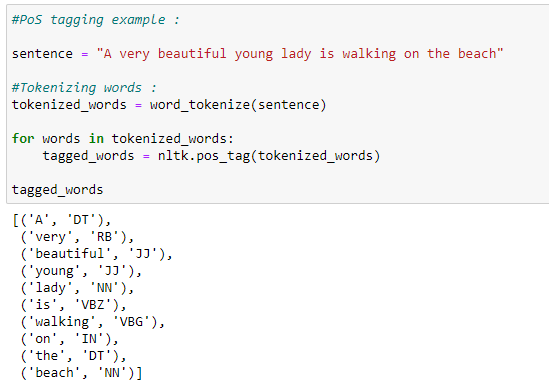 #PoS tagging example :
sentence = "A very beautiful young lady is walking on the beach"
#Tokenizing words :
tokenized_words = word_tokenize(sentence)
for words in tokenized_words:
    tagged_words = nltk.pos_tag(tokenized_words)
tagged_words
[('A', 'DT'),
 ('very', 'RB'),
 ('beautiful', 'JJ'),
 ('young', 'JJ'),
 ('lady', 'NN'),
 ('is', 'VBZ'),
 ('walking', 'VBG'),
 ('on', 'IN'),
 ('the', 'DT'),
 ('beach', 'NN')]